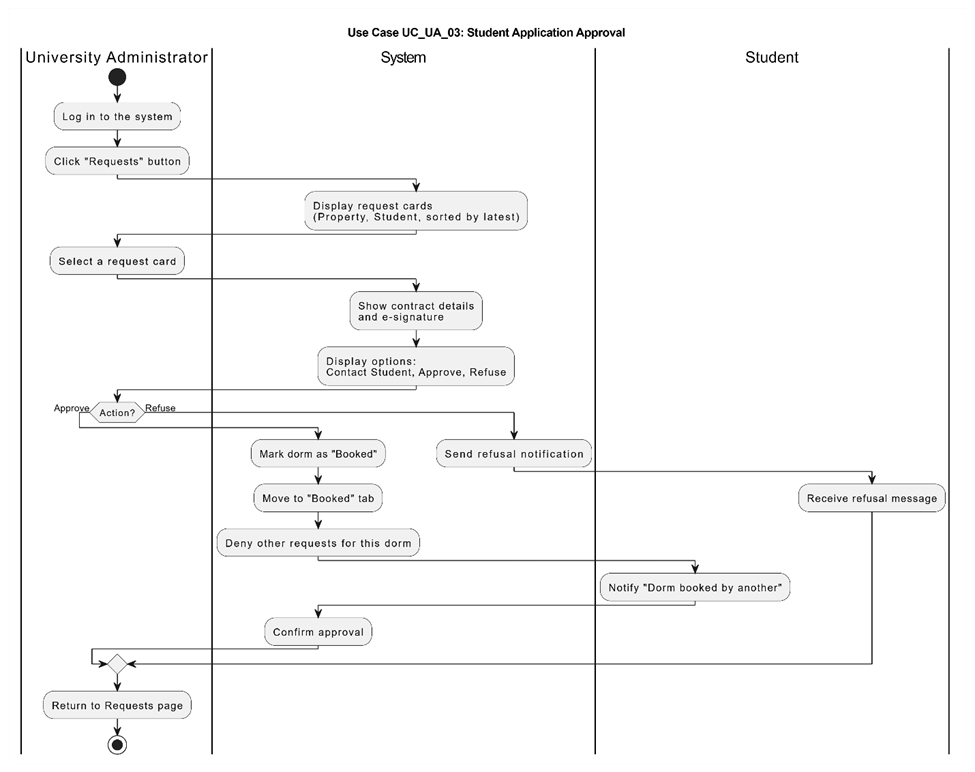 Use Case UC_UA_03: Student Application Approval
University Administrator
System
Student
Log in to the system
Click "Requests" button
Display request cards
(Property, Student, sorted by latest)
Select a request card
Show contract details
and e-signature
Display options:
Contact Student, Approve, Refuse
Approve
Action?
Refuse
Mark dorm as "Booked"
Send refusal notification
Move to "Booked" tab
Receive refusal message
Deny other requests for this dorm
Notify "Dorm booked by another"
Confirm approval
Return to Requests page